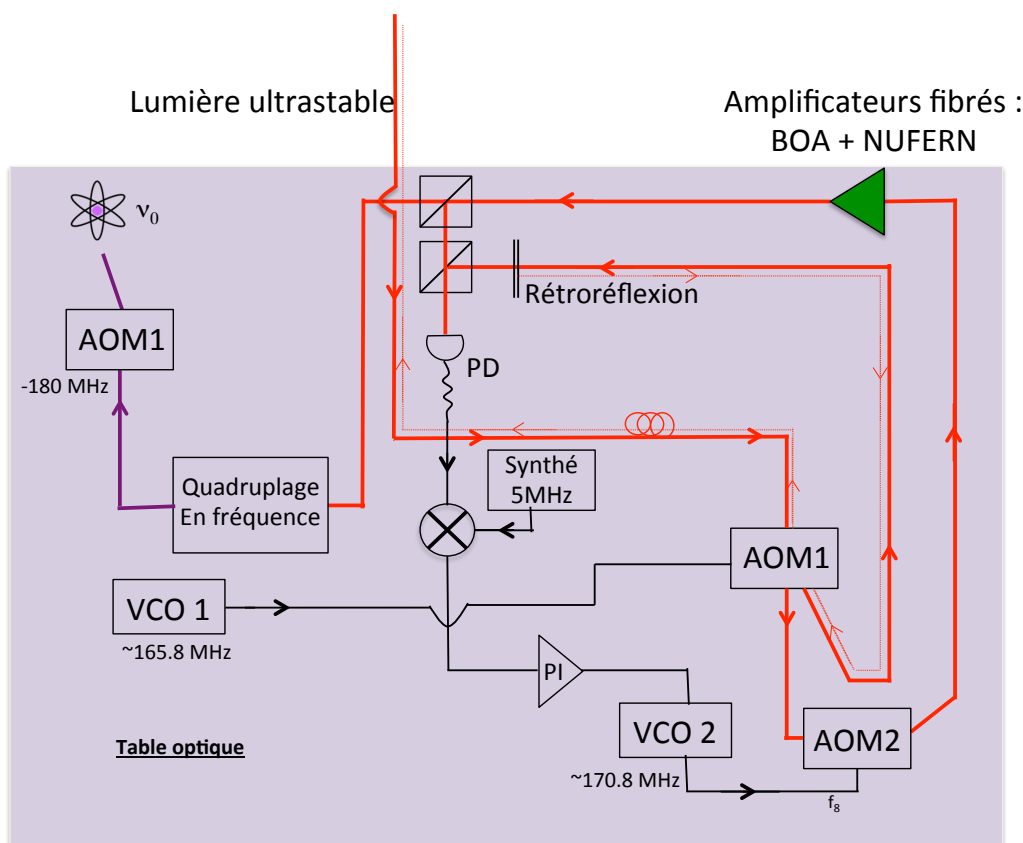 Lumière ultrastable
Amplificateurs fibrés :
BOA + NUFERN
ν0
Rétroréflexion
AOM1
-180 MHz
PD
Quadruplage
En fréquence
Synthé
5MHz
AOM1
VCO 1
~165.8 MHz
PI
VCO 2
~170.8 MHz
AOM2
f8
Table optique